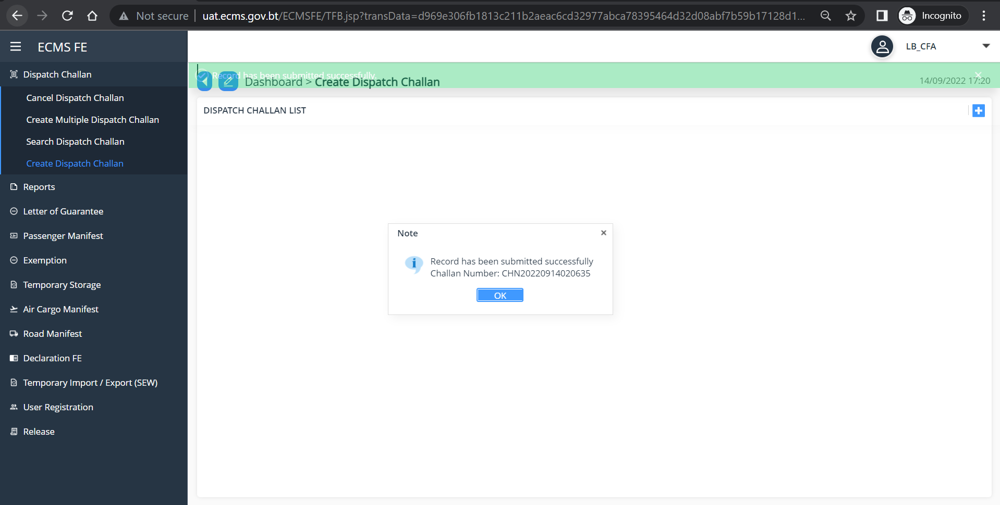 Not secure
uat.ecms.gov.bt/ECMSFE/TFB.jsp?transData=d969e306fb1813c211b2aeac6cd32977abca78395464d32d08abf7b59b17128d1...
Incognito
ECMS FE
LB_CFA
Dispatch Challan
Cancel Dispatch Challan
Create Multiple Dispatch Challan
Search Dispatch Challan
Create Dispatch Challan
Reports
Letter of Guarantee
Passenger Manifest
Exemption
Temporary Storage
Air Cargo Manifest
Road Manifest
Declaration FE
Temporary Import / Export (SEW)
User Registration
Release
Record has been submitted successfully.
Dashboard > Create Dispatch Challan
14/09/2022 17:20
DISPATCH CHALLAN LIST
Note
Record has been submitted successfully
Challan Number: CHN20220914020635
OK